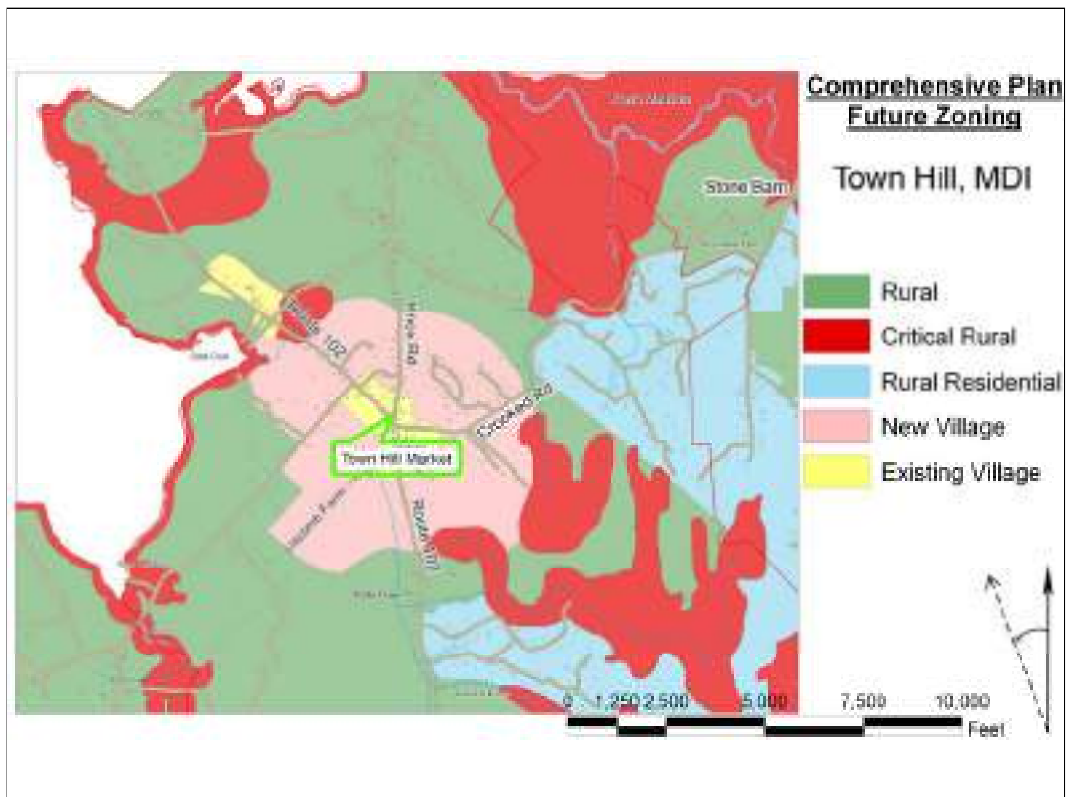 Comprehensive Plan
Future Zoning
Town Hill, MDI
Stone Barn
Route 102
Knox Rd
Crooked Rd
Town Hill Market
Route 102
Rural
Critical Rural
Rural Residential
New Village
Existing Village
0 1,250 2,500 5,000 7,500 10,000
Feet